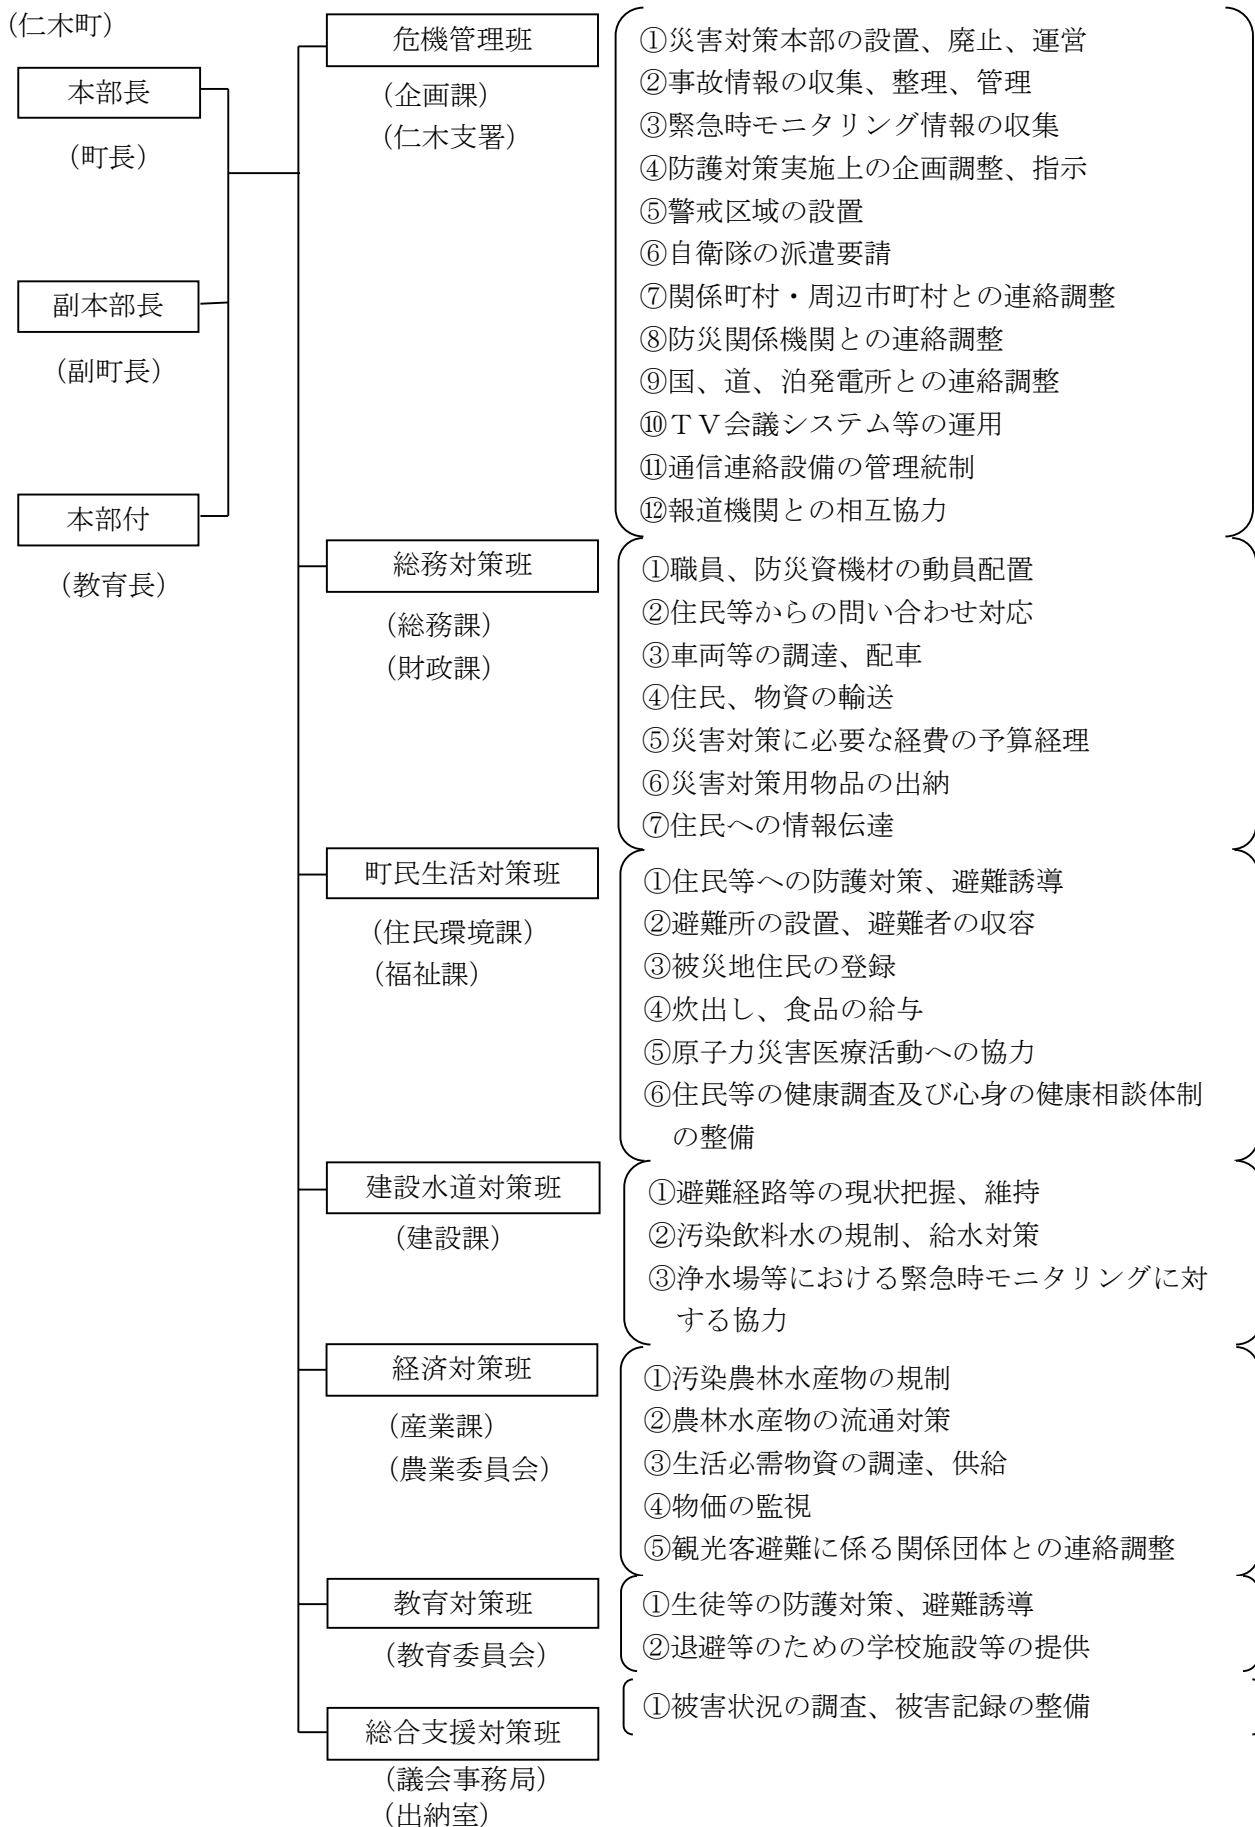 （仁木町）
本部長
（町長）
副本部長
（副町長）
本部付
（教育長）
危機管理班
（企画課）
（仁木支署）
①災害対策本部の設置、廃止、運営
②事故情報の収集、整理、管理
③緊急時モニタリング情報の収集
④防護対策実施上の企画調整、指示
⑤警戒区域の設置
⑥自衛隊の派遣要請
⑦関係町村・周辺市町村との連絡調整
⑧防災関係機関との連絡調整
⑨国、道、泊発電所との連絡調整
⑩ＴＶ会議システム等の運用
⑪通信連絡設備の管理統制
⑫報道機関との相互協力
総務対策班
（総務課）
（財政課）
①職員、防災資機材の動員配置
②住民等からの問い合わせ対応
③車両等の調達、配車
④住民、物資の輸送
⑤災害対策に必要な経費の予算経理
⑥災害対策用物品の出納
⑦住民への情報伝達
町民生活対策班
（住民環境課）
（福祉課）
①住民等への防護対策、避難誘導
②避難所の設置、避難者の収容
③被災地住民の登録
④炊出し、食品の給与
⑤原子力災害医療活動への協力
⑥住民等の健康調査及び心身の健康相談体制
の整備
建設水道対策班
（建設課）
①避難経路等の現状把握、維持
②汚染飲料水の規制、給水対策
③浄水場等における緊急時モニタリングに対
する協力
経済対策班
（産業課）
（農業委員会）
①汚染農林水産物の規制
②農林水産物の流通対策
③生活必需物資の調達、供給
④物価の監視
⑤観光客避難に係る関係団体との連絡調整
教育対策班
（教育委員会）
①生徒等の防護対策、避難誘導
②退避等のための学校施設等の提供
総合支援対策班
（議会事務局）
（出納室）
①被害状況の調査、被害記録の整備